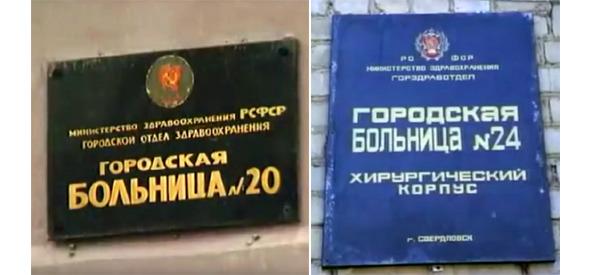 МИНИСТЕРСТВО ЗДРАВООХРАНЕНИЯ РСФСР
ГОРОДСКОЙ ОТДЕЛ ЗДРАВООХРАНЕНИЯ
ГОРОДСКАЯ
БОЛЬНИЦА №20
РС ФСР
МИНИСТЕРСТВО ЗДРАВОХРАНЕНИЯ
ГОРЗДРАВОТДЕЛ
ГОРОДСКАЯ
БОЛЬНИЦА №24
ХИРУРГИЧЕСКИЙ
КОРПУС
г. СВЕРДЛОВСК